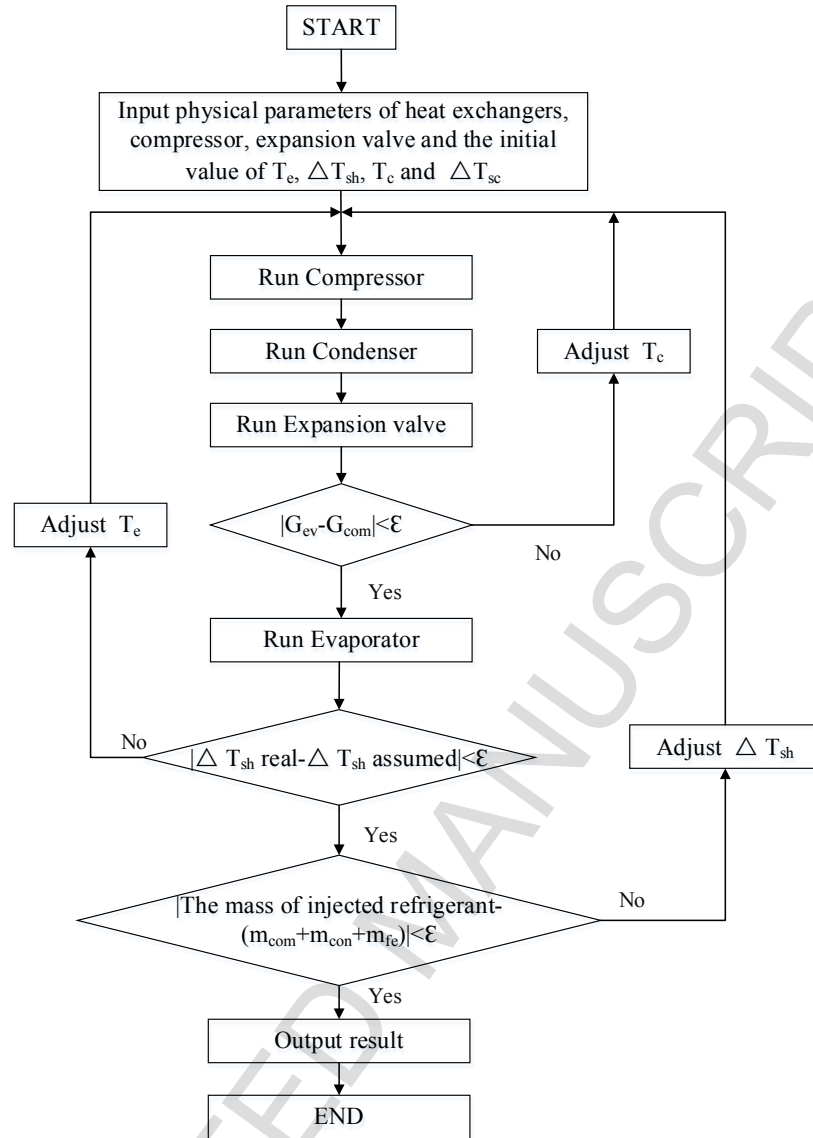 START
Input physical parameters of heat exchangers,
compressor, expansion valve and the initial
value of Te, △Tsh, Tc and △Tsc
Run Compressor
Run Condenser
Adjust Tc
Run Expansion valve
Adjust Te
|Gev-Gcom|<Ɛ
No
Yes
Run Evaporator
No
|△ Tsh real-△ Tsh assumed|<Ɛ
Adjust △ Tsh
Yes
|The mass of injected refrigerant-
(mcom+mcon+mfe)|<Ɛ
No
Yes
Output result
END
TED MANUSCRIP